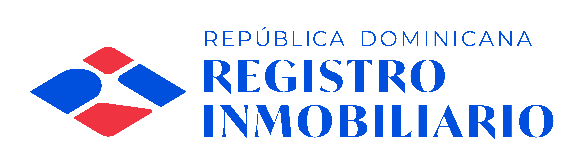 REPÚBLICA DOMINICANA
REGISTRO
INMOBILIARIO